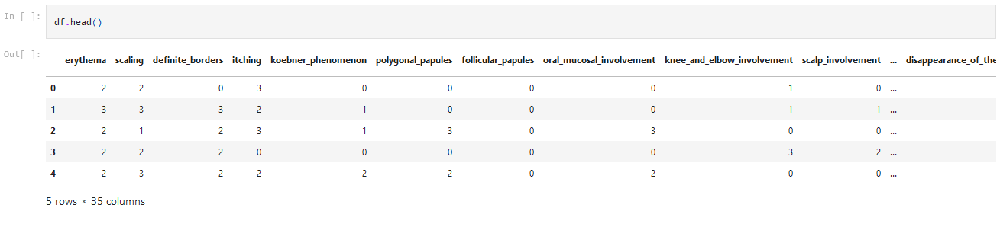 In [ ]: df.head()
Out[ ]:
erythema scaling definite_borders itching koebner_phenomenon polygonal_papules follicular_papules oral_mucosal_involvement knee_and_elbow_involvement scalp_involvement ... disappearance_of_the
0 2 2 0 3 0 0 0 0 1 0 ...
1 3 3 3 2 1 0 0 0 1 1 ...
2 2 1 2 3 1 3 0 3 0 0 ...
3 2 2 2 0 0 0 0 0 3 2 ...
4 2 3 2 2 2 2 0 2 0 0 ...
5 rows × 35 columns